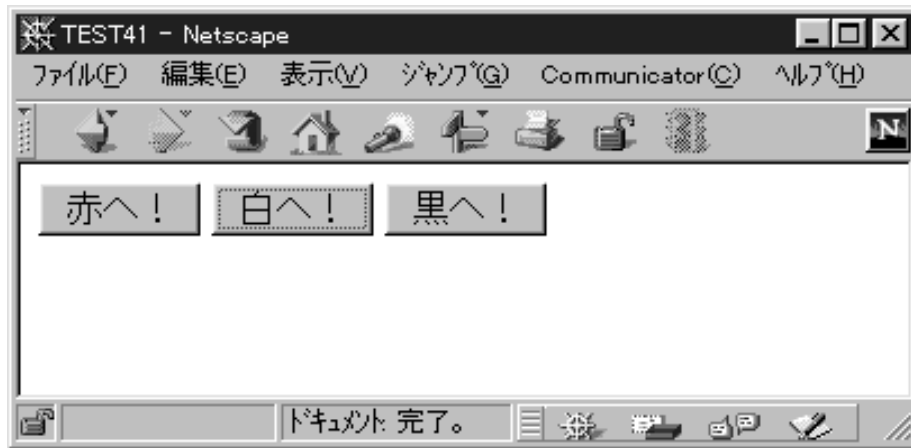 TEST41 - Netscape
ファイル(F) 編集(E) 表示(V) ジャンプ(G) Communicator(C) ヘルプ(H)
N
赤へ！ 白へ！ 黒へ！
ドキュメント: 完了。